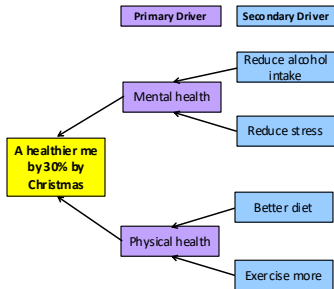 Primary Driver
Secondary Driver
Reduce alcohol
intake
Mental health
Reduce stress
A healthier me
by 30% by
Christmas
Better diet
Physical health
Exercise more